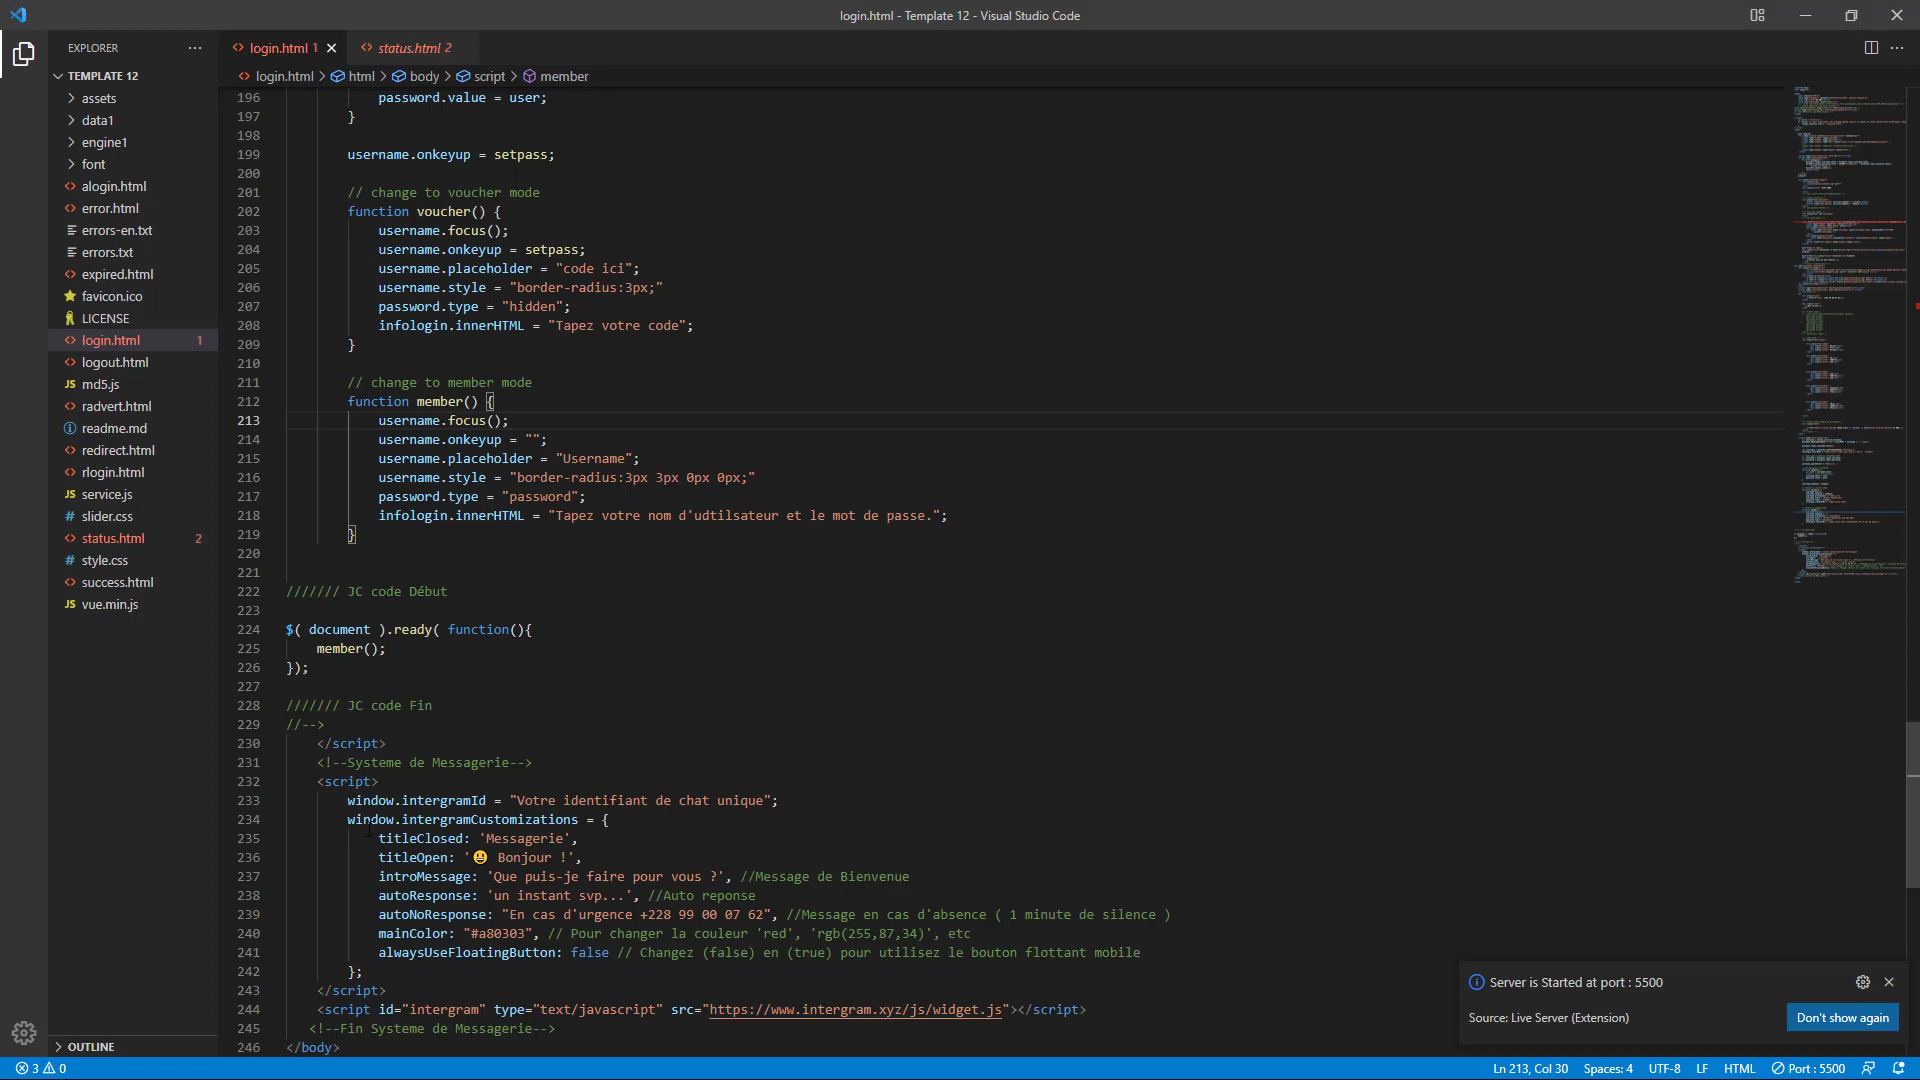 login.html - Template 12 - Visual Studio Code
EXPLORER
TEMPLATE 12
assets
data1
engine1
font
alogin.html
error.html
errors-en.txt
errors.txt
expired.html
favicon.ico
LICENSE
login.html 1
logout.html
JS md5.js
radvert.html
readme.md
redirect.html
rlogin.html
JS service.js
# slider.css
status.html 2
# style.css
success.html
JS vue.min.js
OUTLINE
login.html 1
status.html 2
login.html > html > body > script > member
196 password.value = user;
197 }
198
199 username.onkeyup = setpass;
200
201 // change to voucher mode
202 function voucher() {
203 username.focus();
204 username.onkeyup = setpass;
205 username.placeholder = "code ici";
206 username.style = "border-radius:3px;"
207 password.type = "hidden";
208 infologin.innerHTML = "Tapez votre code";
209 }
210
211 // change to member mode
212 function member() {
213 username.focus();
214 username.onkeyup = "";
215 username.placeholder = "Username";
216 username.style = "border-radius:3px 3px 0px 0px;"
217 password.type = "password";
218 infologin.innerHTML = "Tapez votre nom d'udtilsateur et le mot de passe.";
219 }
220
221
222 /////// JC code Début
223
224 $( document ).ready( function(){
225 member();
226 });
227
228 /////// JC code Fin
229 //-->
230 </script>
231 <!--Systeme de Messagerie-->
232 <script>
233 window.intergramId = "Votre identifiant de chat unique";
234 window.intergramCustomizations = {
235 titleClosed: 'Messagerie',
236 titleOpen: '😃 Bonjour !',
237 introMessage: 'Que puis-je faire pour vous ?', //Message de Bienvenue
238 autoResponse: 'un instant svp...', //Auto reponse
239 autoNoResponse: "En cas d'urgence +228 99 00 07 62", //Message en cas d'absence ( 1 minute de silence )
240 mainColor: "#a80303", // Pour changer la couleur 'red', 'rgb(255,87,34)', etc
241 alwaysUseFloatingButton: false // Changez (false) en (true) pour utilisez le bouton flottant mobile
242 };
243 </script>
244 <script id="intergram" type="text/javascript" src="https://www.intergram.xyz/js/widget.js"></script>
245 <!--Fin Systeme de Messagerie-->
246 </body>
Server is Started at port : 5500
Source: Live Server (Extension)
Don't show again
3 0
Ln 213, Col 30
Spaces: 4
UTF-8
LF
HTML
Port : 5500